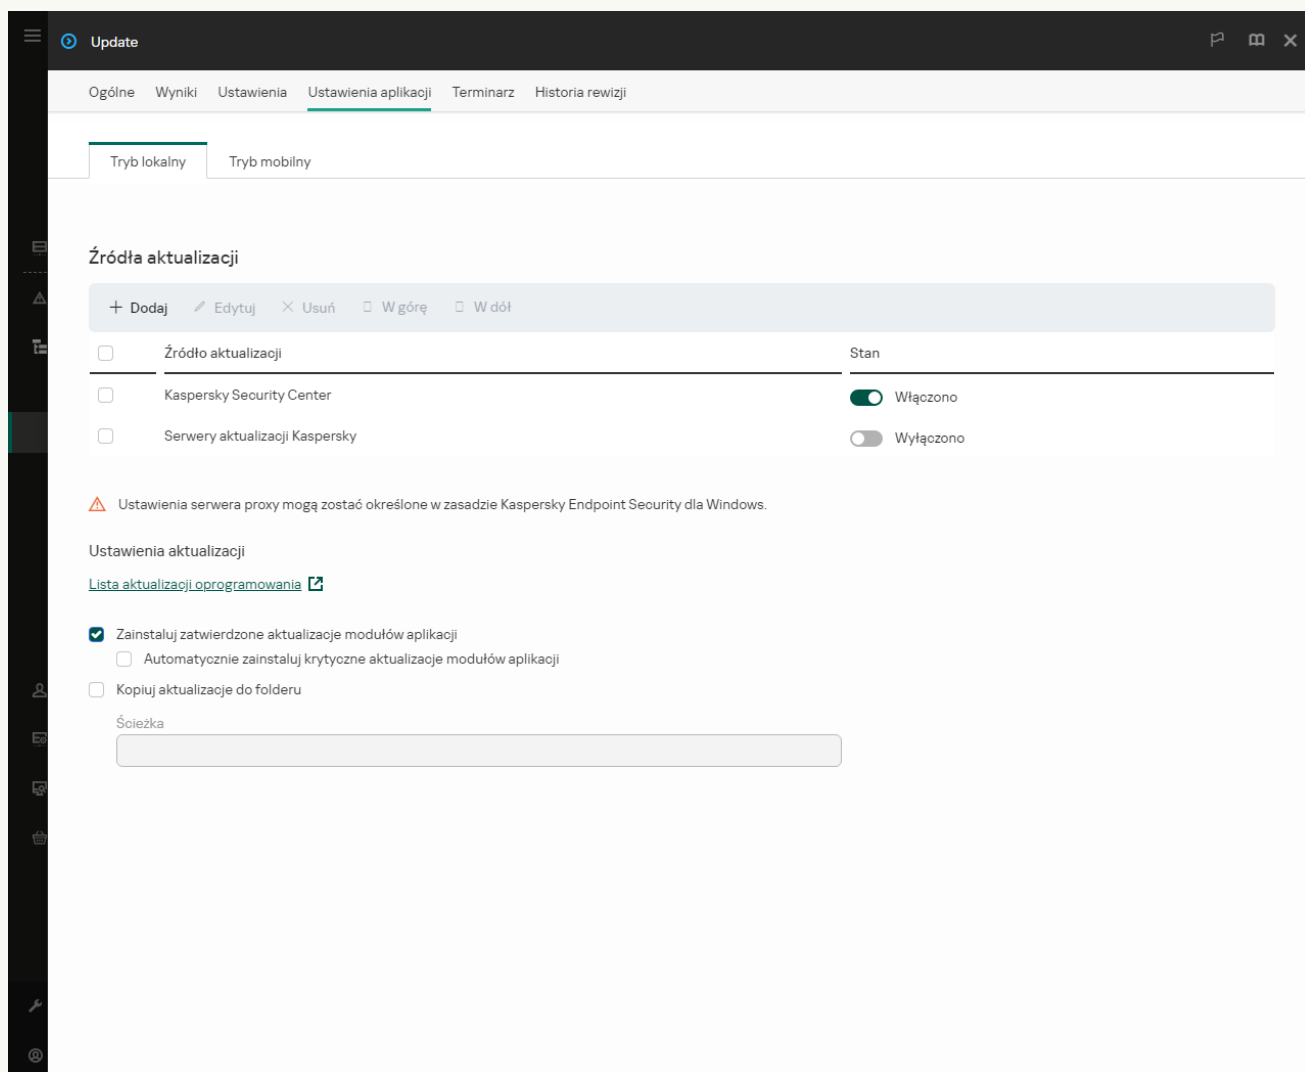 Update
Ogólne Wyniki Ustawienia Ustawienia aplikacji Terminarz Historia rewizji
Tryb lokalny Tryb mobilny
Źródła aktualizacji
Dodaj Edytuj Usuń W górę W dół
Źródło aktualizacji Stan
Kaspersky Security Center Włączono
Serwery aktualizacji Kaspersky Wyłączono
Ustawienia serwera proxy mogą zostać określone w zasadzie Kaspersky Endpoint Security dla Windows.
Ustawienia aktualizacji
Lista aktualizacji oprogramowania
Zainstaluj zatwierdzone aktualizacje modułów aplikacji
Automatycznie zainstaluj krytyczne aktualizacje modułów aplikacji
Kopiuj aktualizacje do folderu
Ścieżka